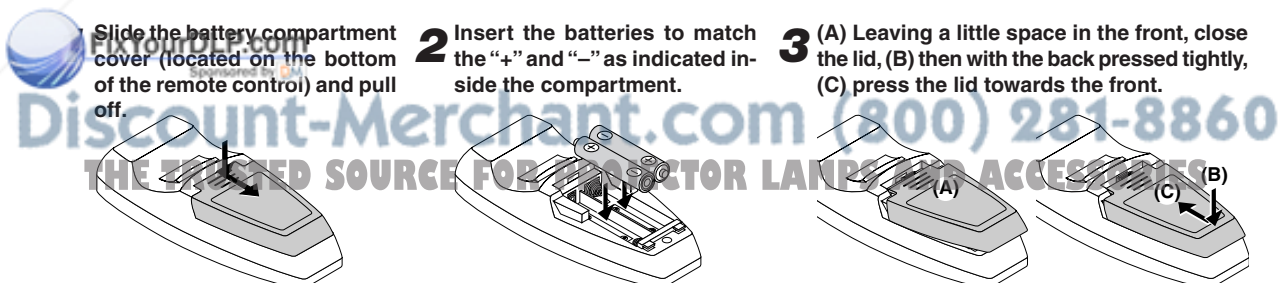 Slide the battery compartment
cover (located on the bottom
of the remote control) and pull
off.
2 Insert the batteries to match
the “+” and “–” as indicated in-
side the compartment.
3 (A) Leaving a little space in the front, close
the lid, (B) then with the back pressed tightly,
(C) press the lid towards the front.
FixYourDLP.com
Sponsored by DM
Discount-Merchant.com (800) 281-8860
THE TRUSTED SOURCE FOR PROJECTOR LAMPS AND ACCESSORIES
(A)
(C)
(B)